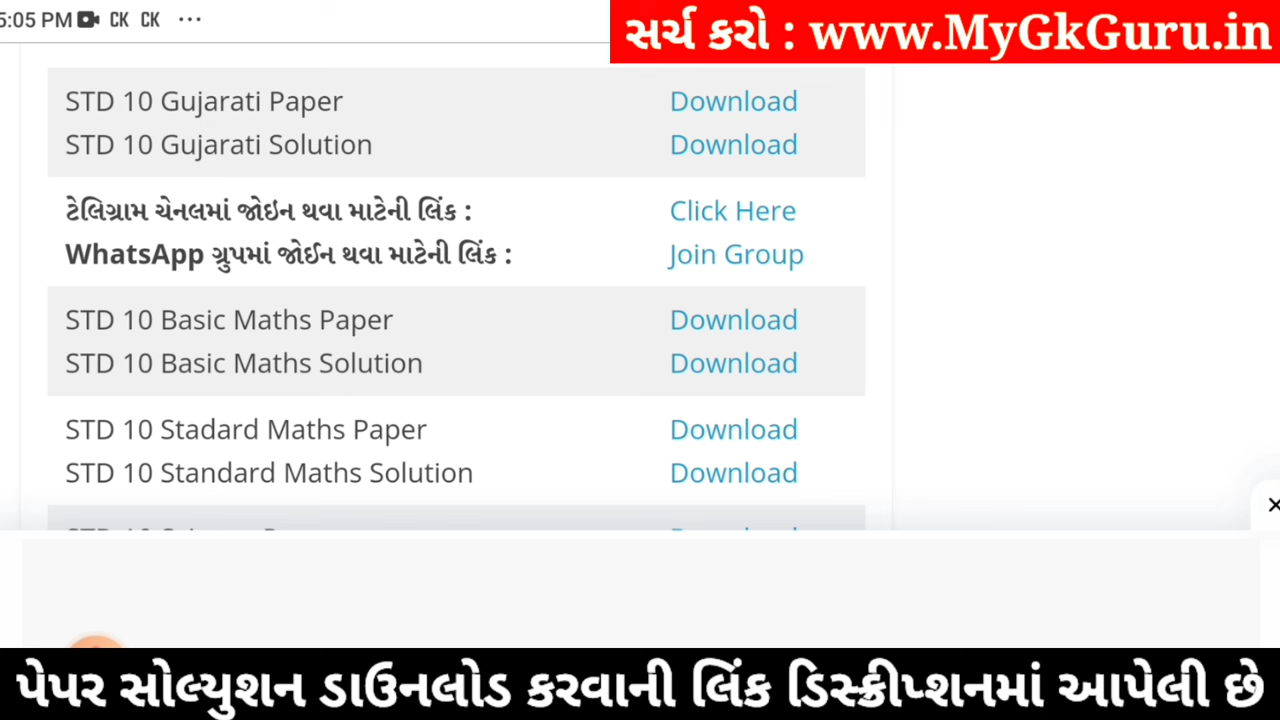 5:05 PM CK CK ...
સર્ચ કરો : www.MyGkGuru.in
STD 10 Gujarati Paper Download
STD 10 Gujarati Solution Download
ટેલિગ્રામ ચેનલમાં જોઇન થવા માટેની લિંક : Click Here
WhatsApp ગ્રુપમાં જોઈન થવા માટેની લિંક : Join Group
STD 10 Basic Maths Paper Download
STD 10 Basic Maths Solution Download
STD 10 Stadard Maths Paper Download
STD 10 Standard Maths Solution Download
પેપર સોલ્યુશન ડાઉનલોડ કરવાની લિંક ડિસ્ક્રીપ્શનમાં આપેલી છે